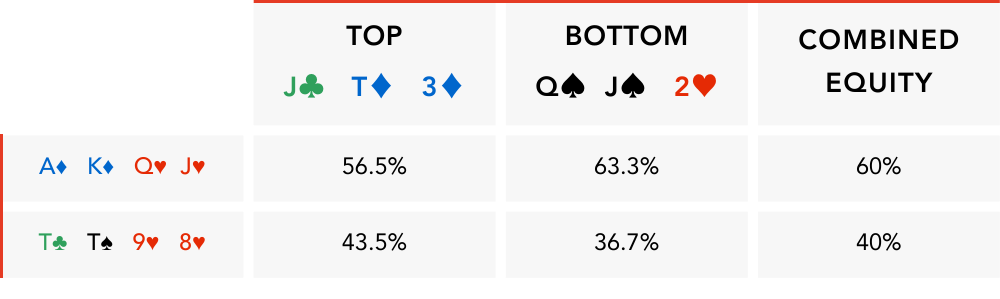 TOP BOTTOM COMBINED EQUITY
J♣ T♦ 3♦ Q♠ J♠ 2♥
A♦ K♦ Q♥ J♥ 56.5% 63.3% 60%
T♣ T♠ 9♥ 8♥ 43.5% 36.7% 40%